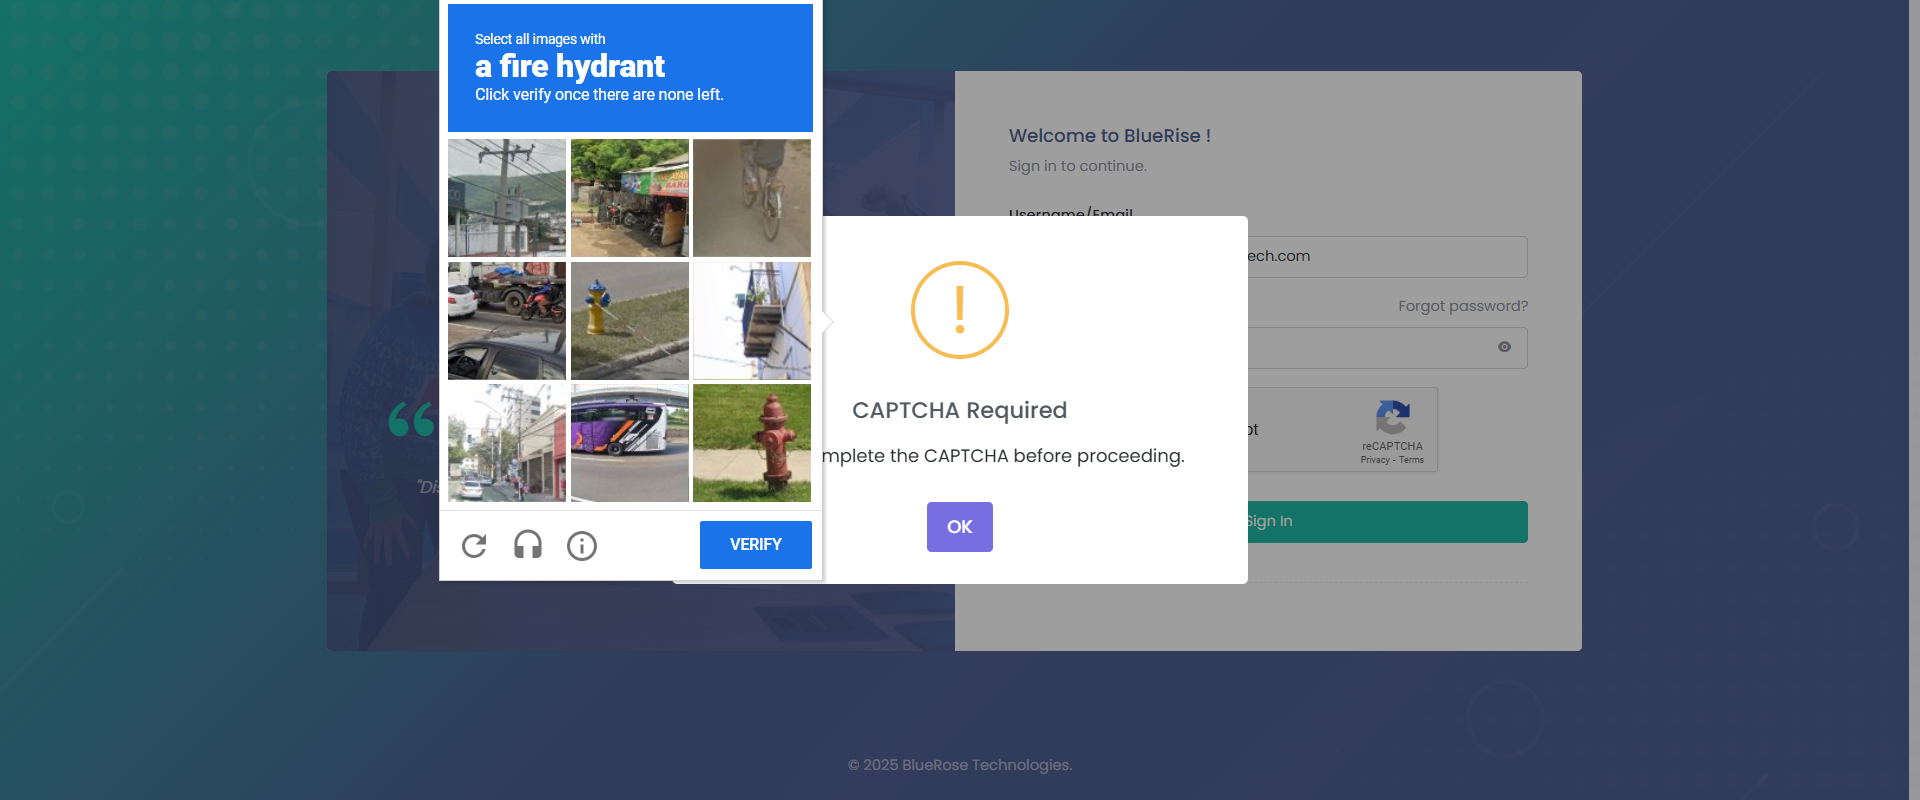 Select all images with
a fire hydrant
Click verify once there are none left.
VERIFY
Welcome to BlueRise !
Sign in to continue.
Username/Email
ech.com
Forgot password?
CAPTCHA Required
mplete the CAPTCHA before proceeding.
OK
ot
reCAPTCHA
Privacy - Terms
Sign In
"Dis
© 2025 BlueRose Technologies.